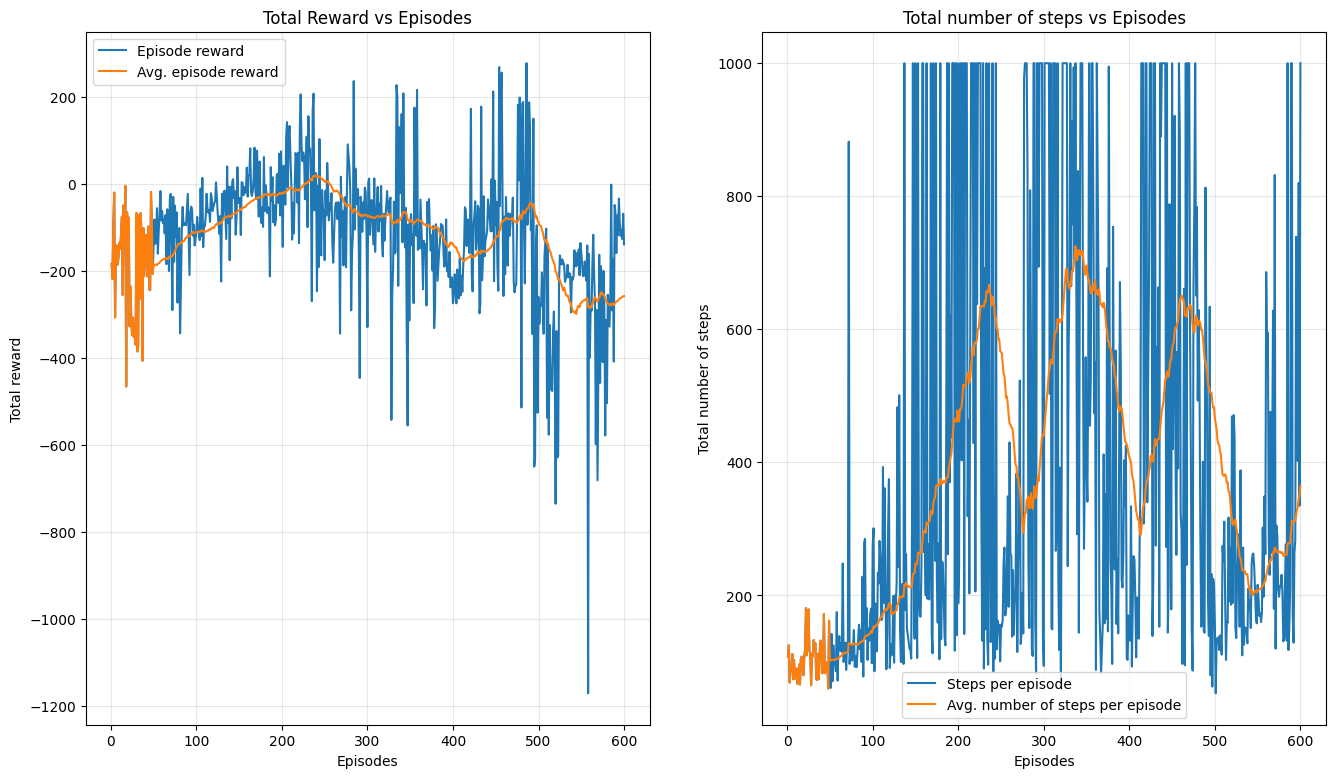 Total Reward vs Episodes
Episode reward
Avg. episode reward
200
0
−200
−400
−600
−800
−1000
−1200
Total reward
0
100
200
300
400
500
600
Episodes
Total number of steps vs Episodes
1000
800
600
400
200
Total number of steps
Steps per episode
Avg. number of steps per episode
0
100
200
300
400
500
600
Episodes